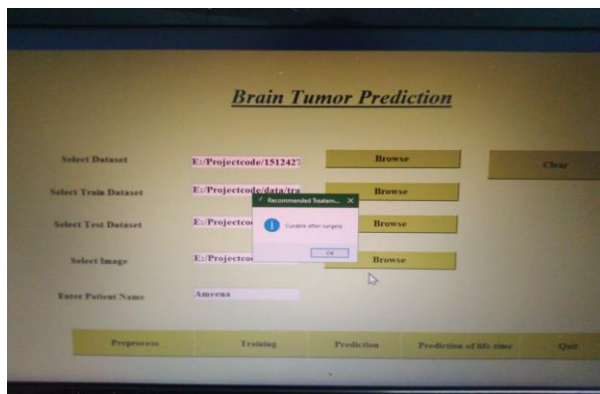 Brain Tumor Prediction
Select Dataset E:/Projectcode/1512427 Browse Clear
Select Train Dataset E:/Projectcode/data/tra Browse
Recommended Treatem... X
Select Test Dataset E:/Projectco Browse
Curable after surgery
OK
Select Image E:/Projectco Browse
Enter Patient Name Ameena
Preprocess Training Prediction Prediction of life time Quit